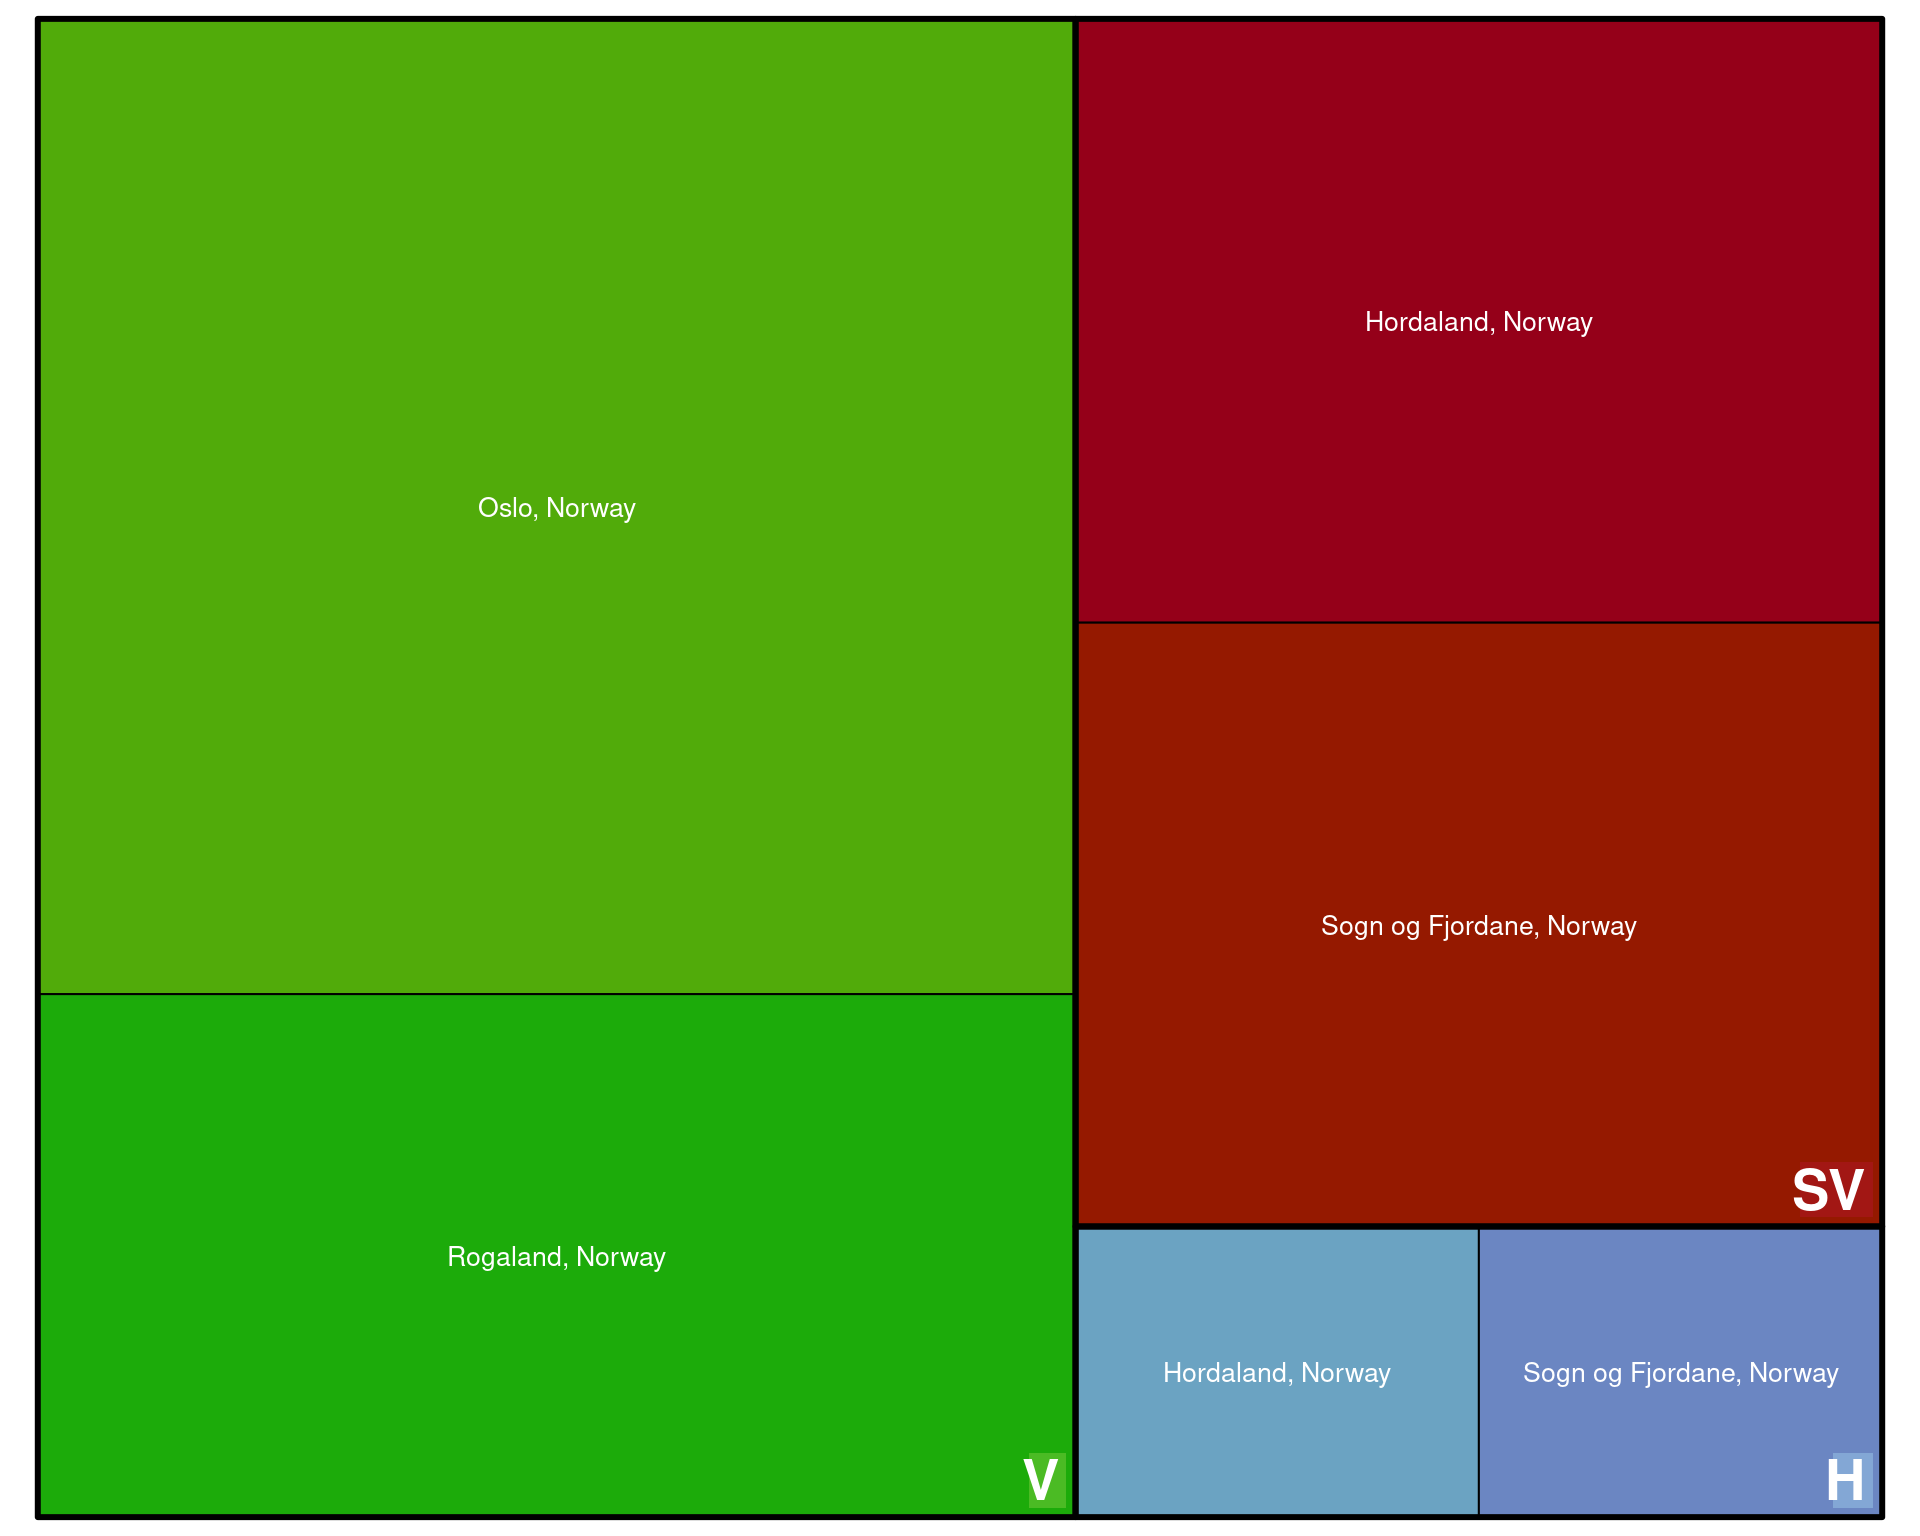 Oslo, Norway
Rogaland, Norway
V
Hordaland, Norway
Sogn og Fjordane, Norway
SV
Hordaland, Norway
Sogn og Fjordane, Norway
H